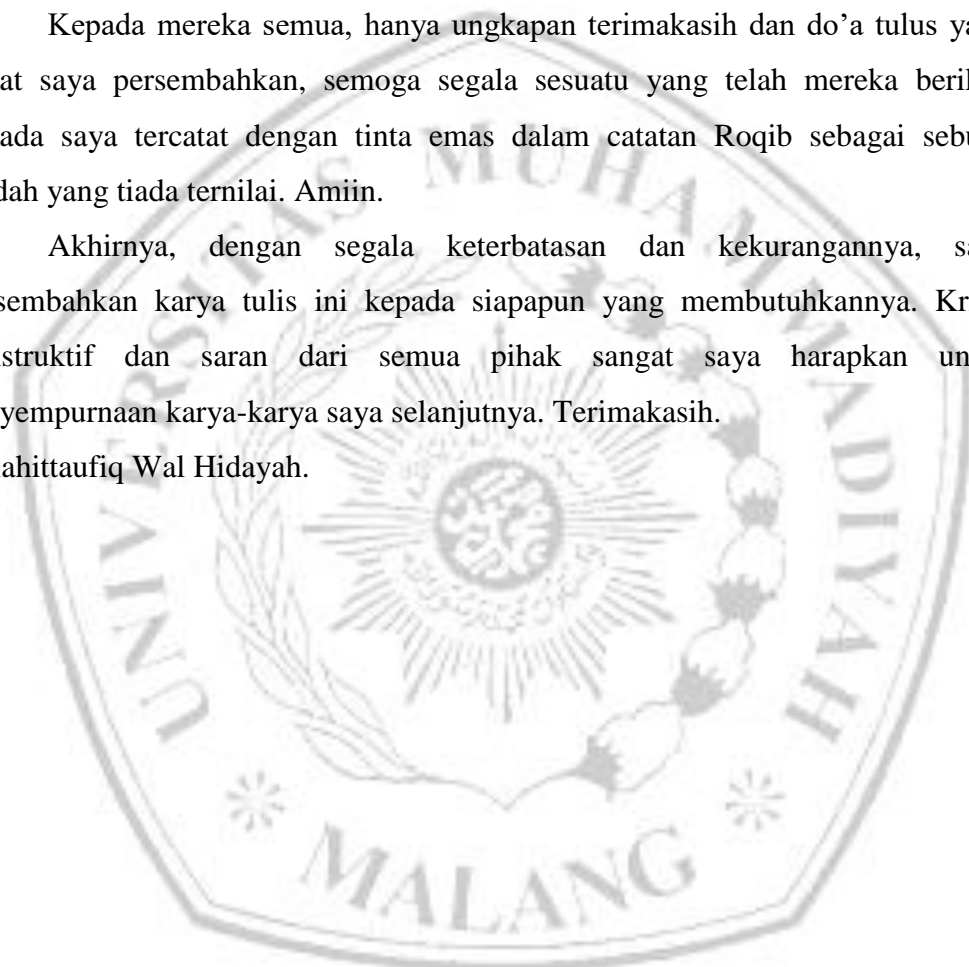 Kepada mereka semua, hanya ungkapan terimakasih dan do’a tulus ya
at saya persembahkan, semoga segala sesuatu yang telah mereka beri
ada saya tercatat dengan tinta emas dalam catatan Roqib sebagai sebu
dah yang tiada ternilai. Amiin.
Akhirnya, dengan segala keterbatasan dan kekurangannya, sa
sembahkan karya tulis ini kepada siapapun yang membutuhkannya. Kr
struktif dan saran dari semua pihak sangat saya harapkan un
yempurnaan karya-karya saya selanjutnya. Terimakasih.
ahittaufiq Wal Hidayah.
UNIVERSITAS MUHAMMADIYAH
MALANG